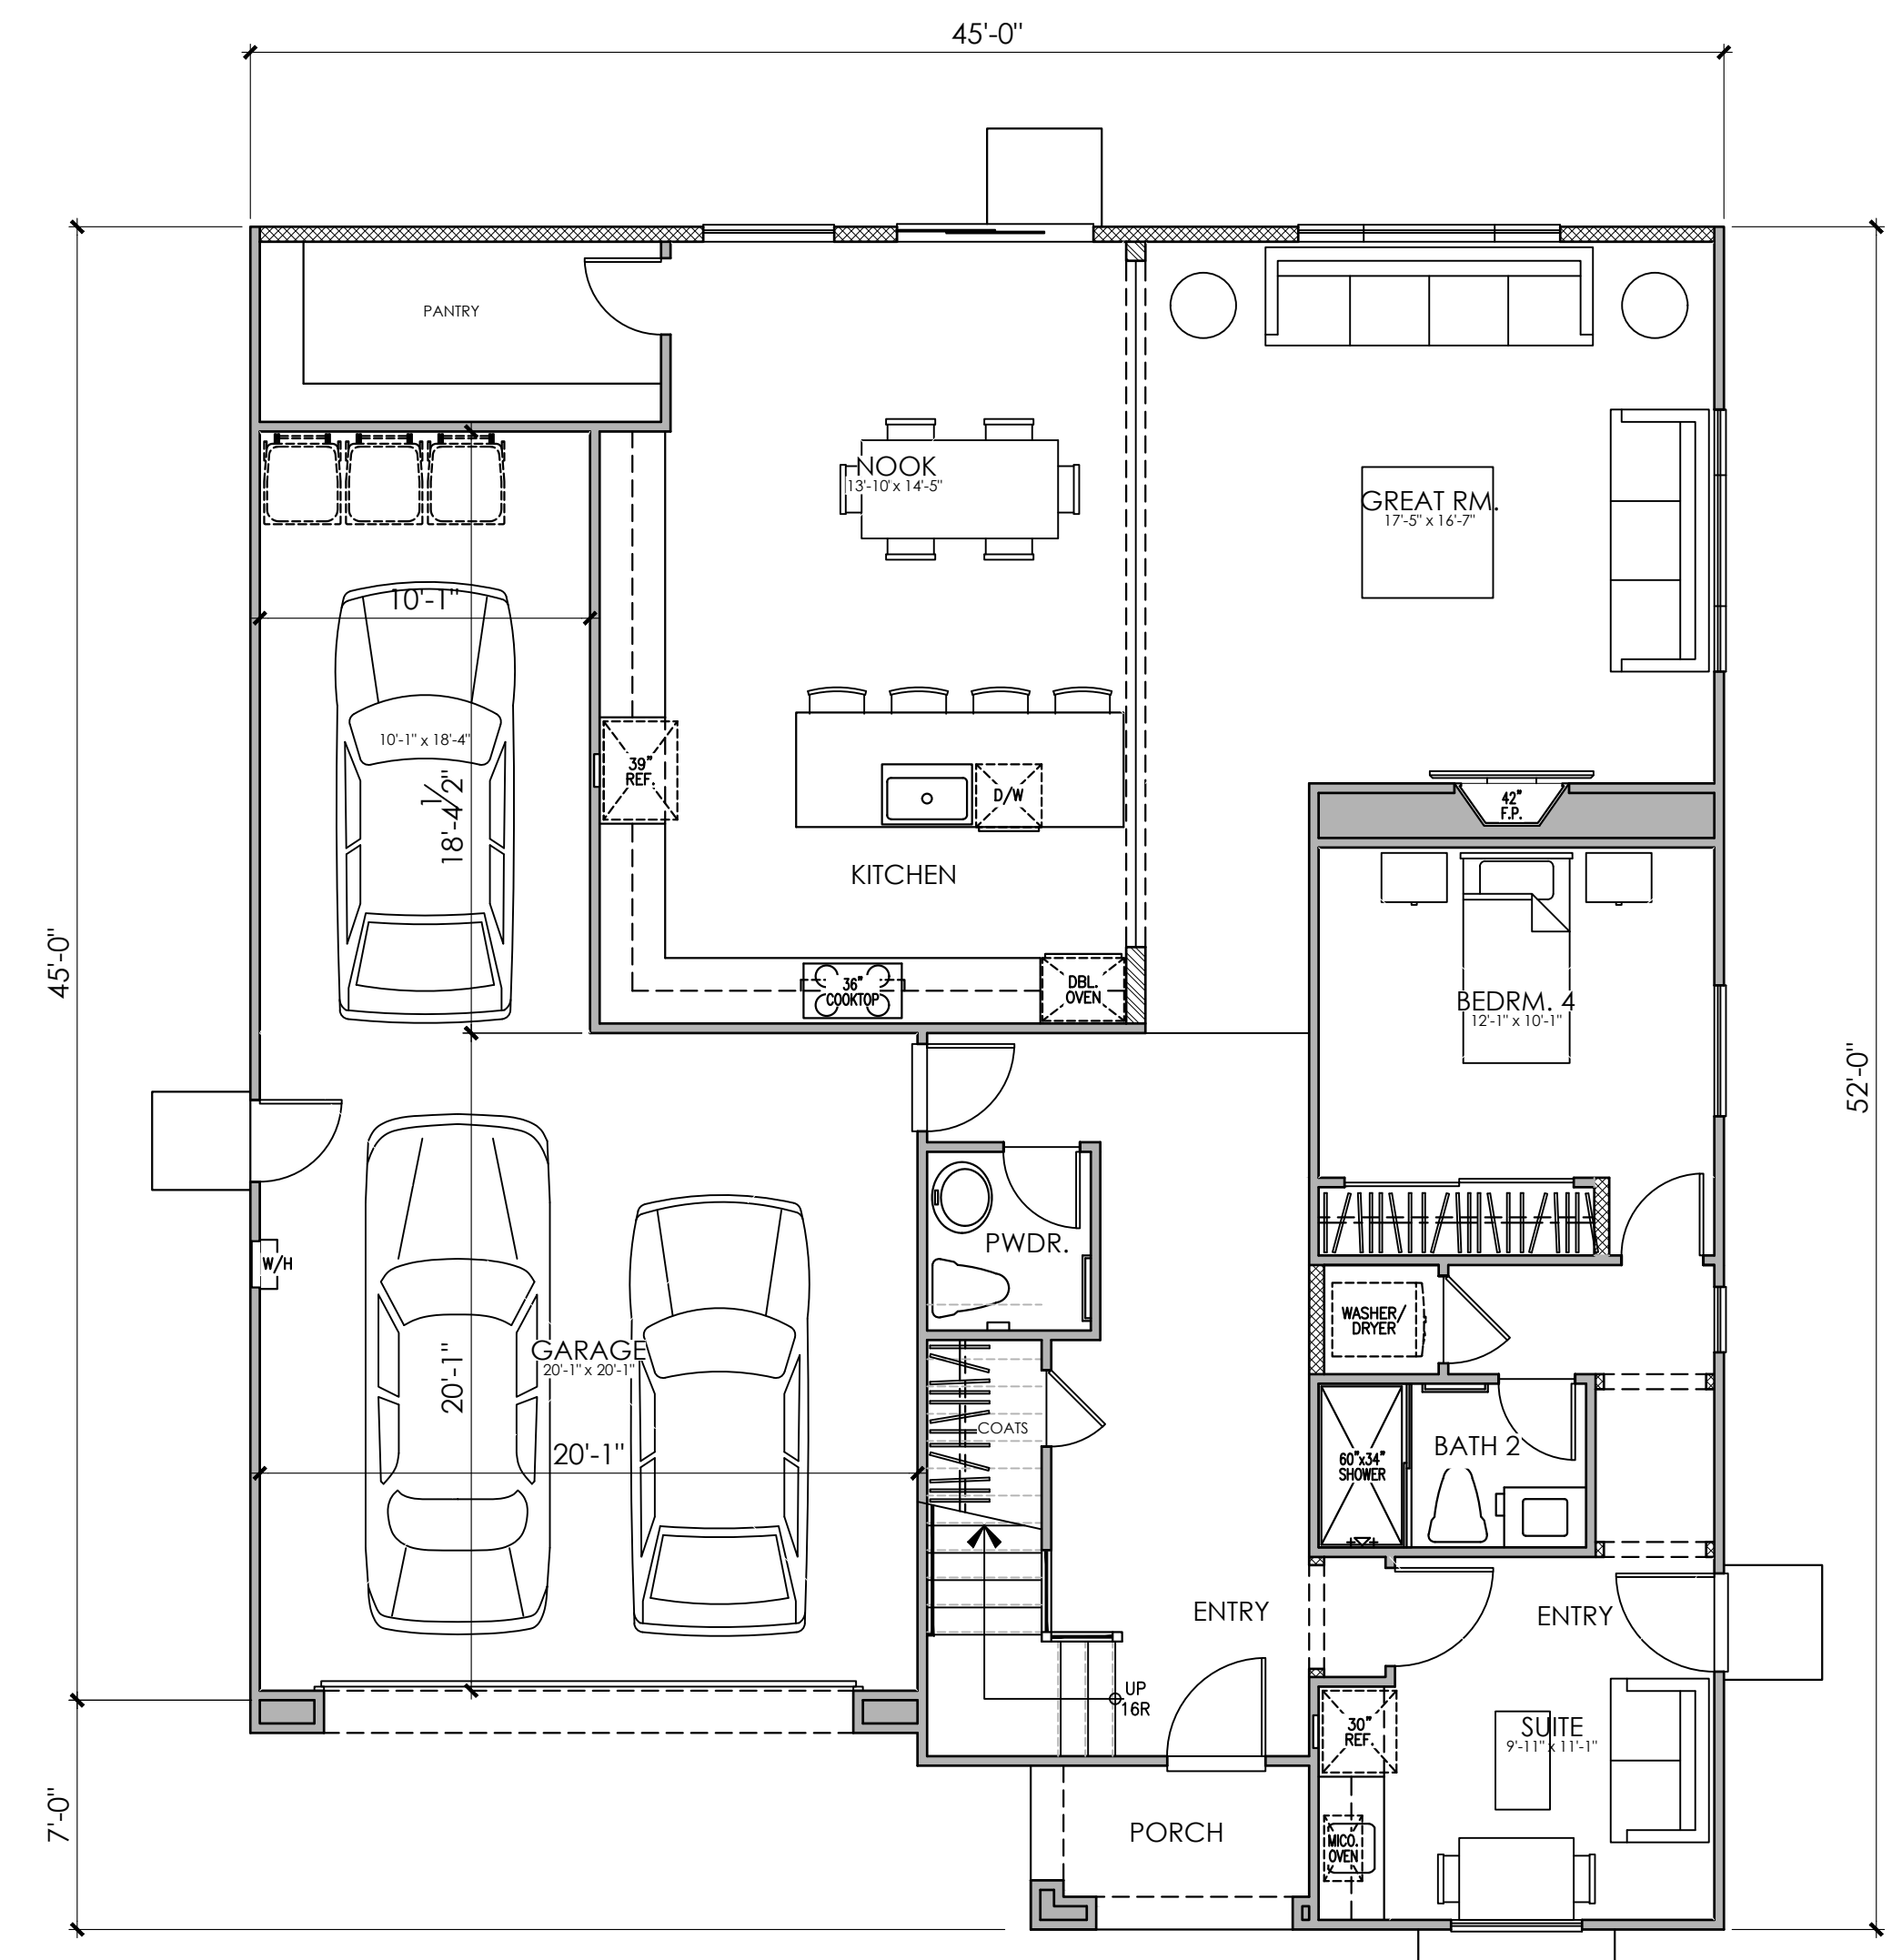 45'-0"
PANTRY
NOOK
13'-10' x 14'-5"
GREAT RM.
17'-5" x 16'-7"
10'-1"
10'-1" x 18'-4"
18'-4 1/2"
39"
REF.
D/W
42"
F.P.
KITCHEN
45'-0"
36"
COOKTOP
DBL.
OVEN
BEDRM. 4
12'-1" x 10'-1"
52'-0"
W/H
PWDR.
WASHER/
DRYER
GARAGE
20'-1" x 20'-1"
20'-1"
20'-1"
COATS
60"x34"
SHOWER
BATH 2
ENTRY
ENTRY
UP
16R
30"
REF.
SUITE
9'-11" x 11'-1"
7'-0"
PORCH
MICO.
OVEN